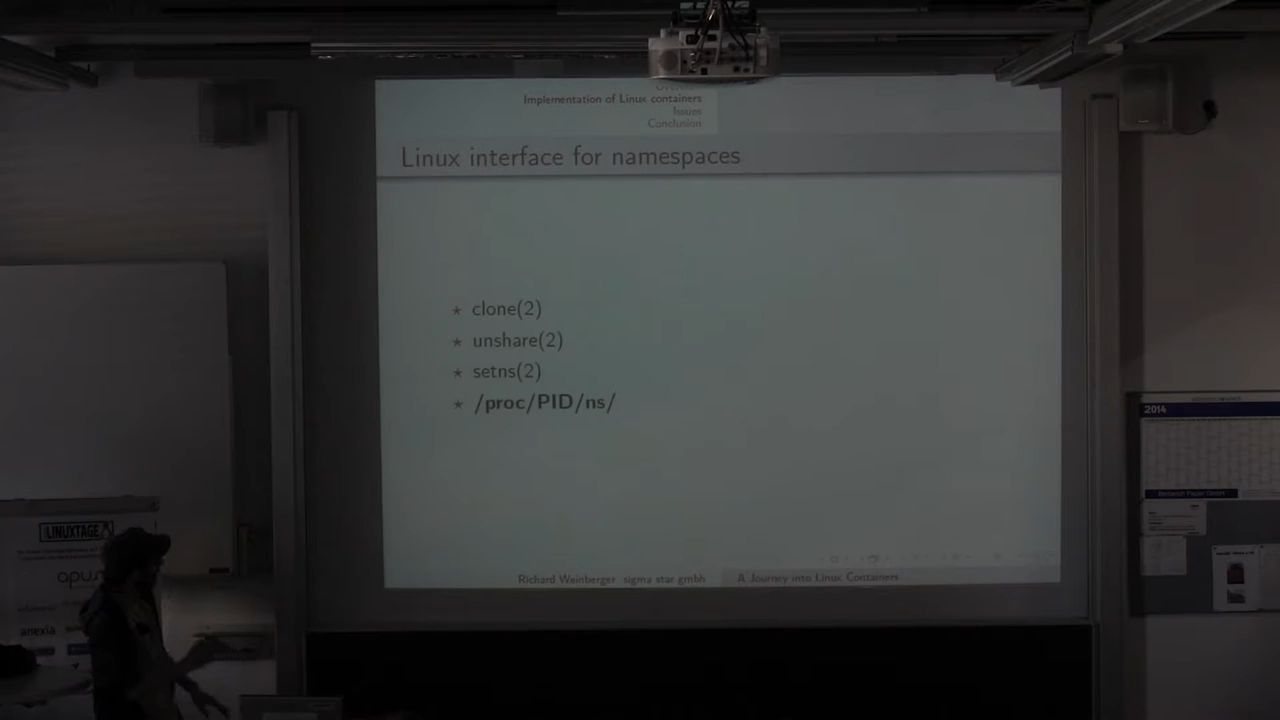 Implementation of Linux containers
Issues
Conclusion
Linux interface for namespaces
★ clone(2)
★ unshare(2)
★ setns(2)
★ /proc/PID/ns/
Richard Weinberger sigma star gmbh
A Journey into Linux Containers
2014
LINUXTAGE
anexia